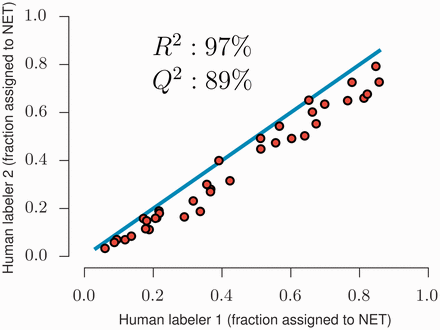 Human labeler 2 (fraction assigned to NET)
1.0
0.8
0.6
0.4
0.2
0.0
R² : 97%
Q² : 89%
0.0 0.2 0.4 0.6 0.8 1.0
Human labeler 1 (fraction assigned to NET)